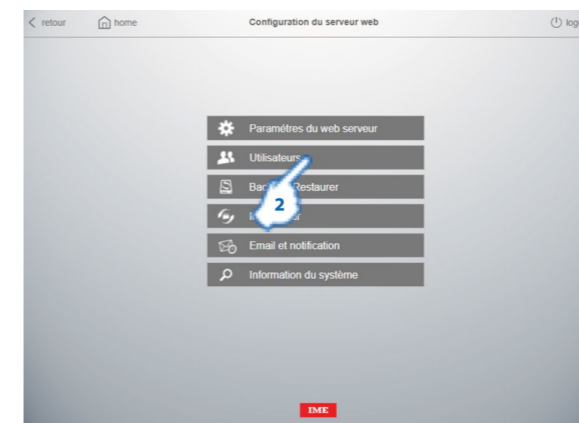 retour
home
Configuration du serveur web
Paramétres du web serveur
Utilisateurs
Restaurer
2
Email et notification
Information du système
IME